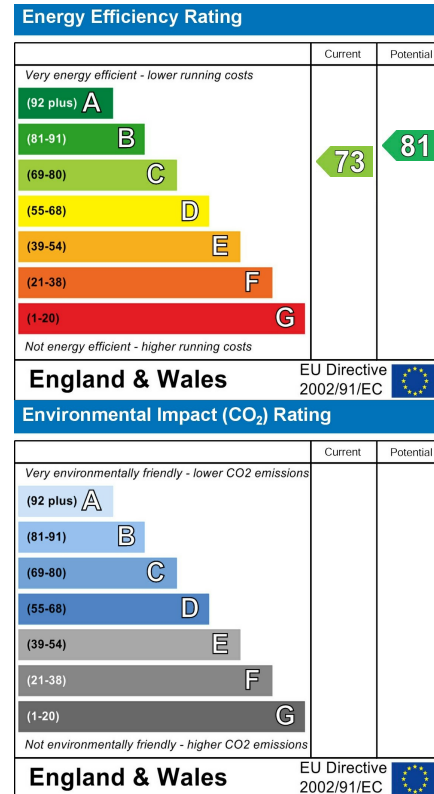 Energy Efficiency Rating
Current Potential
Very energy efficient - lower running costs
(92 plus) A
(81-91) B
(69-80) C
(55-68) D
(39-54) E
(21-38) F
(1-20) G
73
81
Not energy efficient - higher running costs
England & Wales
EU Directive
2002/91/EC
Environmental Impact (CO₂) Rating
Current Potential
Very environmentally friendly - lower CO2 emissions
(92 plus) A
(81-91) B
(69-80) C
(55-68) D
(39-54) E
(21-38) F
(1-20) G
Not environmentally friendly - higher CO2 emissions
England & Wales
EU Directive
2002/91/EC